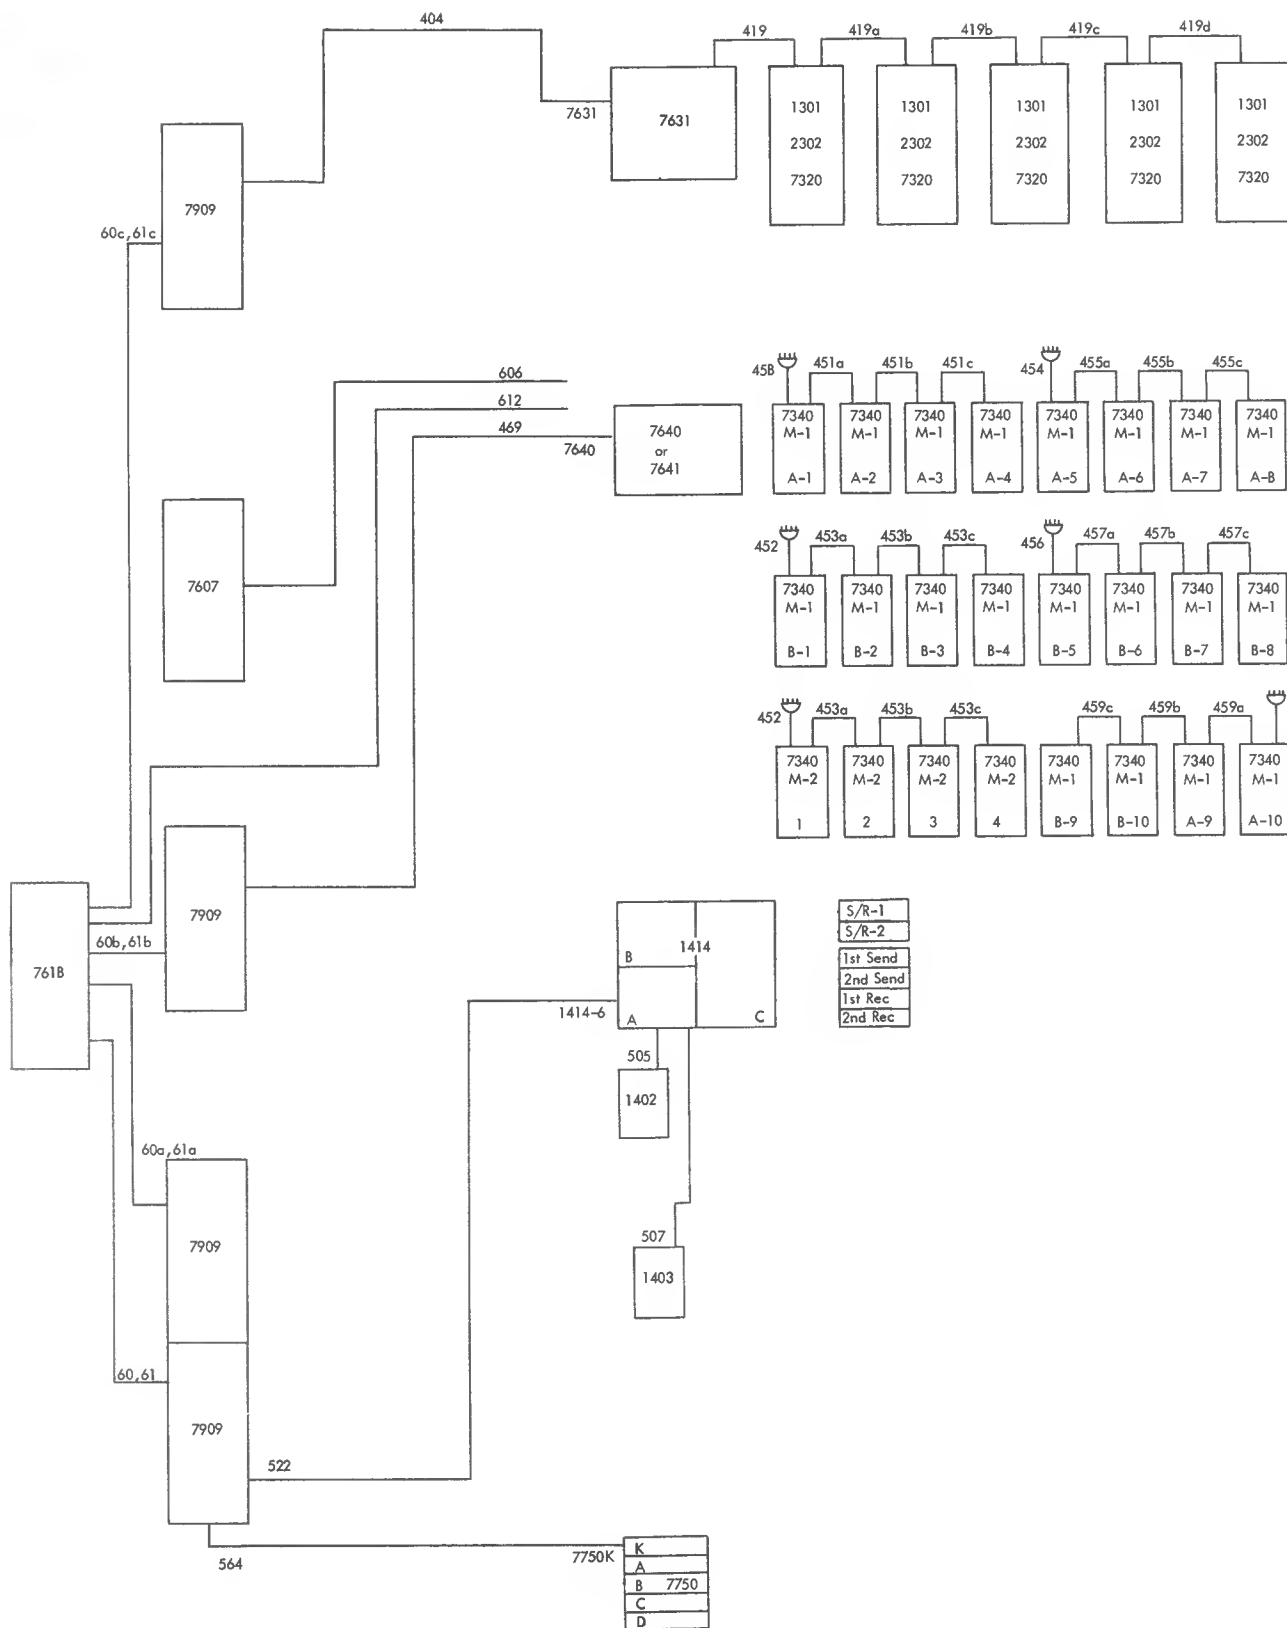 404
419 419a 419b 419c 419d
7631 7631
1301 1301 1301 1301 1301
2302 2302 2302 2302 2302
7320 7320 7320 7320 7320
7909
60c,61c
606
612
469
7640
7640
or
7641
45B 451a 451b 451c 454 455a 455b 455c
7340 7340 7340 7340 7340 7340 7340 7340
M-1 M-1 M-1 M-1 M-1 M-1 M-1 M-1
A-1 A-2 A-3 A-4 A-5 A-6 A-7 A-B
7607
452 453a 453b 453c 456 457a 457b 457c
7340 7340 7340 7340 7340 7340 7340 7340
M-1 M-1 M-1 M-1 M-1 M-1 M-1 M-1
B-1 B-2 B-3 B-4 B-5 B-6 B-7 B-8
452 453a 453b 453c 459c 459b 459a
7340 7340 7340 7340 7340 7340 7340 7340
M-2 M-2 M-2 M-2 M-1 M-1 M-1 M-1
1 2 3 4 B-9 B-10 A-9 A-10
7909
60b,61b
761B
B 1414
A C
1414-6
S/R-1
S/R-2
1st Send
2nd Send
1st Rec
2nd Rec
505
1402
60a,61a
7909
507
1403
60,61
7909
522
564
7750K
K
A
B 7750
C
D